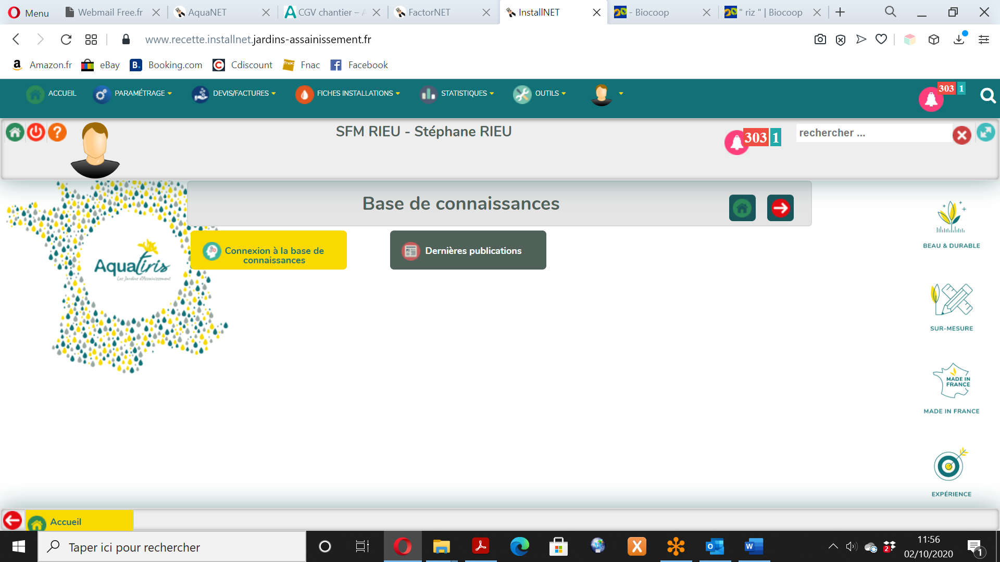 Menu
Webmail Free.fr
AquaNET
CGV chantier –
FactorNET
InstallNET
- Biocoop
" riz " | Biocoop
www.recette.installnet.jardins-assainissement.fr
Amazon.fr
eBay
Booking.com
Cdiscount
Fnac
Facebook
ACCUEIL
PARAMÉTRAGE
DEVIS/FACTURES
FICHES INSTALLATIONS
STATISTIQUES
OUTILS
303 1
SFM RIEU - Stéphane RIEU
303 1
rechercher ...
Base de connaissances
Connexion à la base de
connaissances
Dernières publications
Aquatiris
Les Jardins d'Assainissement
BEAU & DURABLE
SUR-MESURE
MADE IN
FRANCE
MADE IN FRANCE
EXPÉRIENCE
Accueil
Taper ici pour rechercher
11:56
02/10/2020
2
1